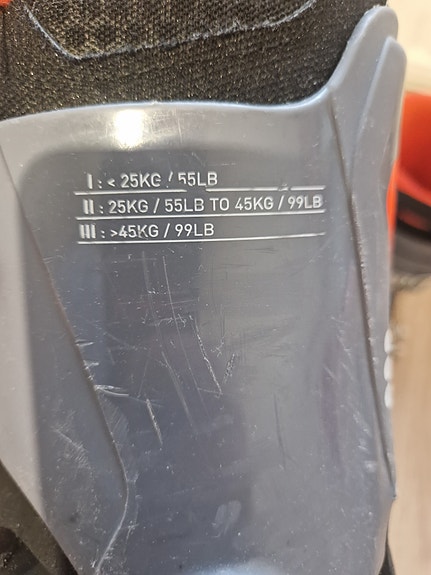 I : < 25KG / 55LB
II : 25KG / 55LB TO 45KG / 99LB
III : >45KG / 99LB